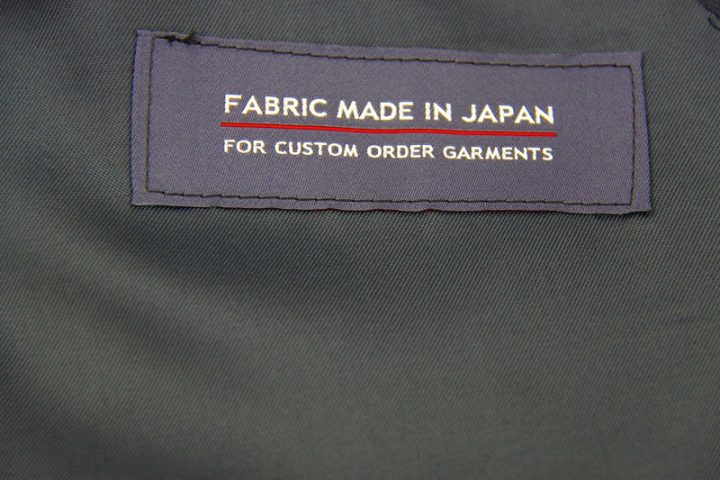 FABRIC MADE IN JAPAN
FOR CUSTOM ORDER GARMENTS